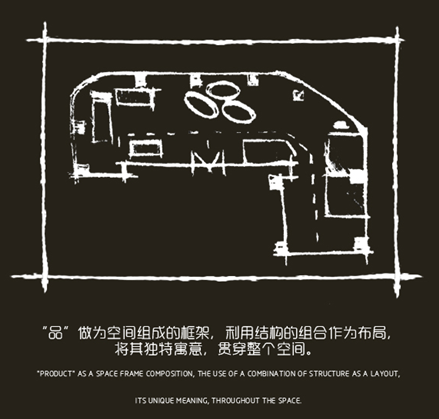 “品”做为空间组成的框架，利用结构的组合作为布局，
将其独特寓意，贯穿整个空间。
"PRODUCT" AS A SPACE FRAME COMPOSITION, THE USE OF A COMBINATION OF STRUCTURE AS A LAYOUT,
ITS UNIQUE MEANING, THROUGHOUT THE SPACE.